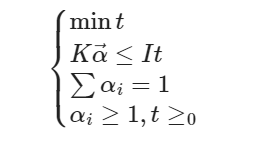 min t
Kα⃗ ≤ It
∑ αᵢ = 1
αᵢ ≥ 1, t ≥₀